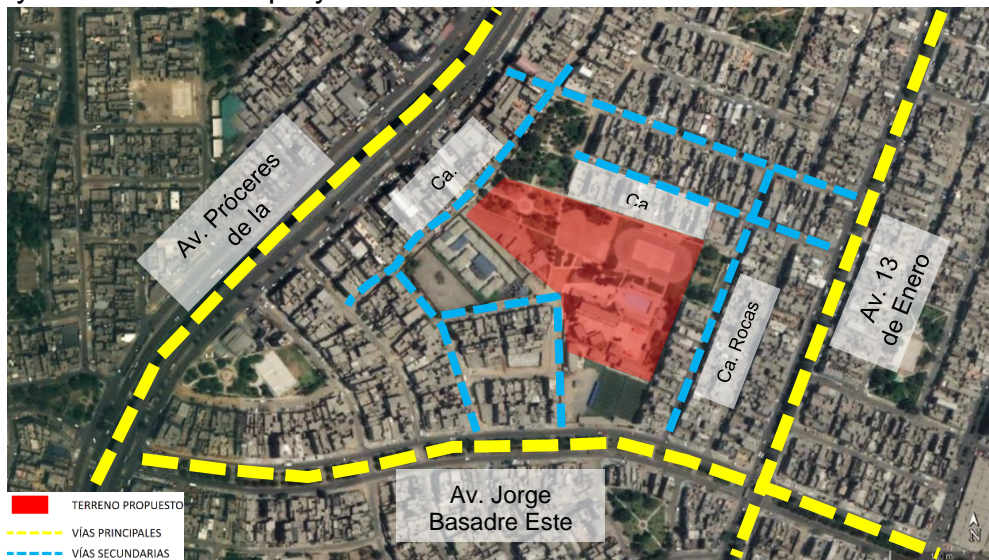 Av. Próceres
de la
Ca.
Ca
Av. 13
de Enero
Ca. Rocas
Av. Jorge
Basadre Este
TERRENO PROPUESTO
VÍAS PRINCIPALES
VÍAS SECUNDARIAS
N